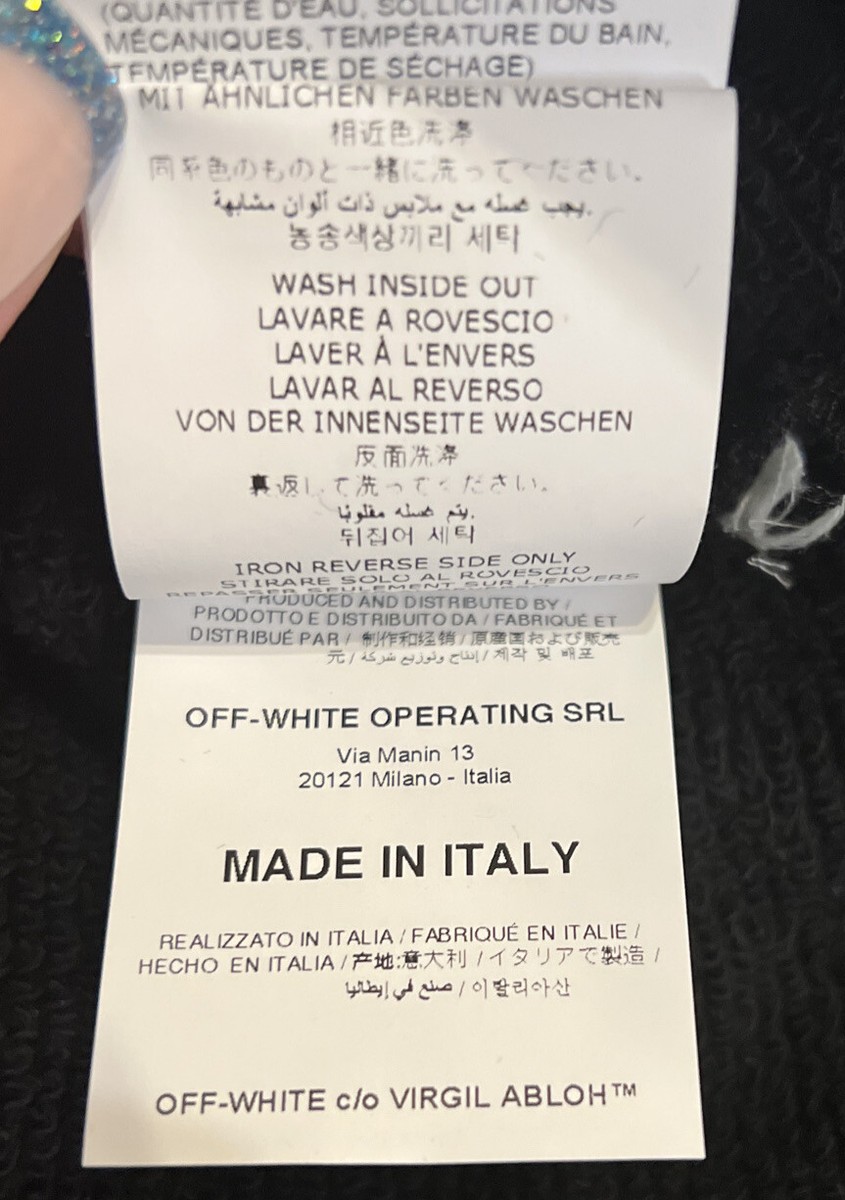 (QUANTITÉ D'EAU, SOLLICITATIONS
MÉCANIQUES, TEMPÉRATURE DU BAIN,
TEMPÉRATURE DE SÉCHAGE)
MIT ÄHNLICHEN FARBEN WASCHEN
相近色洗涤
同系色のものと一緒に洗ってください。
يجب غسله مع ملابس ذات ألوان مشابهة.
농송색상끼리 세탁
WASH INSIDE OUT
LAVARE A ROVESCIO
LAVER À L'ENVERS
LAVAR AL REVERSO
VON DER INNENSEITE WASCHEN
反面洗涤
裏返して洗ってください。
يتم غسله مقلوبًا.
뒤집어 세탁
IRON REVERSE SIDE ONLY
STIRARE SOLO AL ROVESCIO
REPASSER SEULEMENT SUR L'ENVERS
PRODUCED AND DISTRIBUTED BY /
PRODOTTO E DISTRIBUITO DA / FABRIQUÉ ET
DISTRIBUÉ PAR / 制作和经销 / 原産国および販売
元 / إنتاج وتوزيع شركة / 제작 및 배포
OFF-WHITE OPERATING SRL
Via Manin 13
20121 Milano - Italia
MADE IN ITALY
REALIZZATO IN ITALIA / FABRIQUÉ EN ITALIE /
HECHO EN ITALIA / 产地:意大利 / イタリアで製造 /
صنع في إيطاليا / 이탈리아산
OFF-WHITE c/o VIRGIL ABLOH™